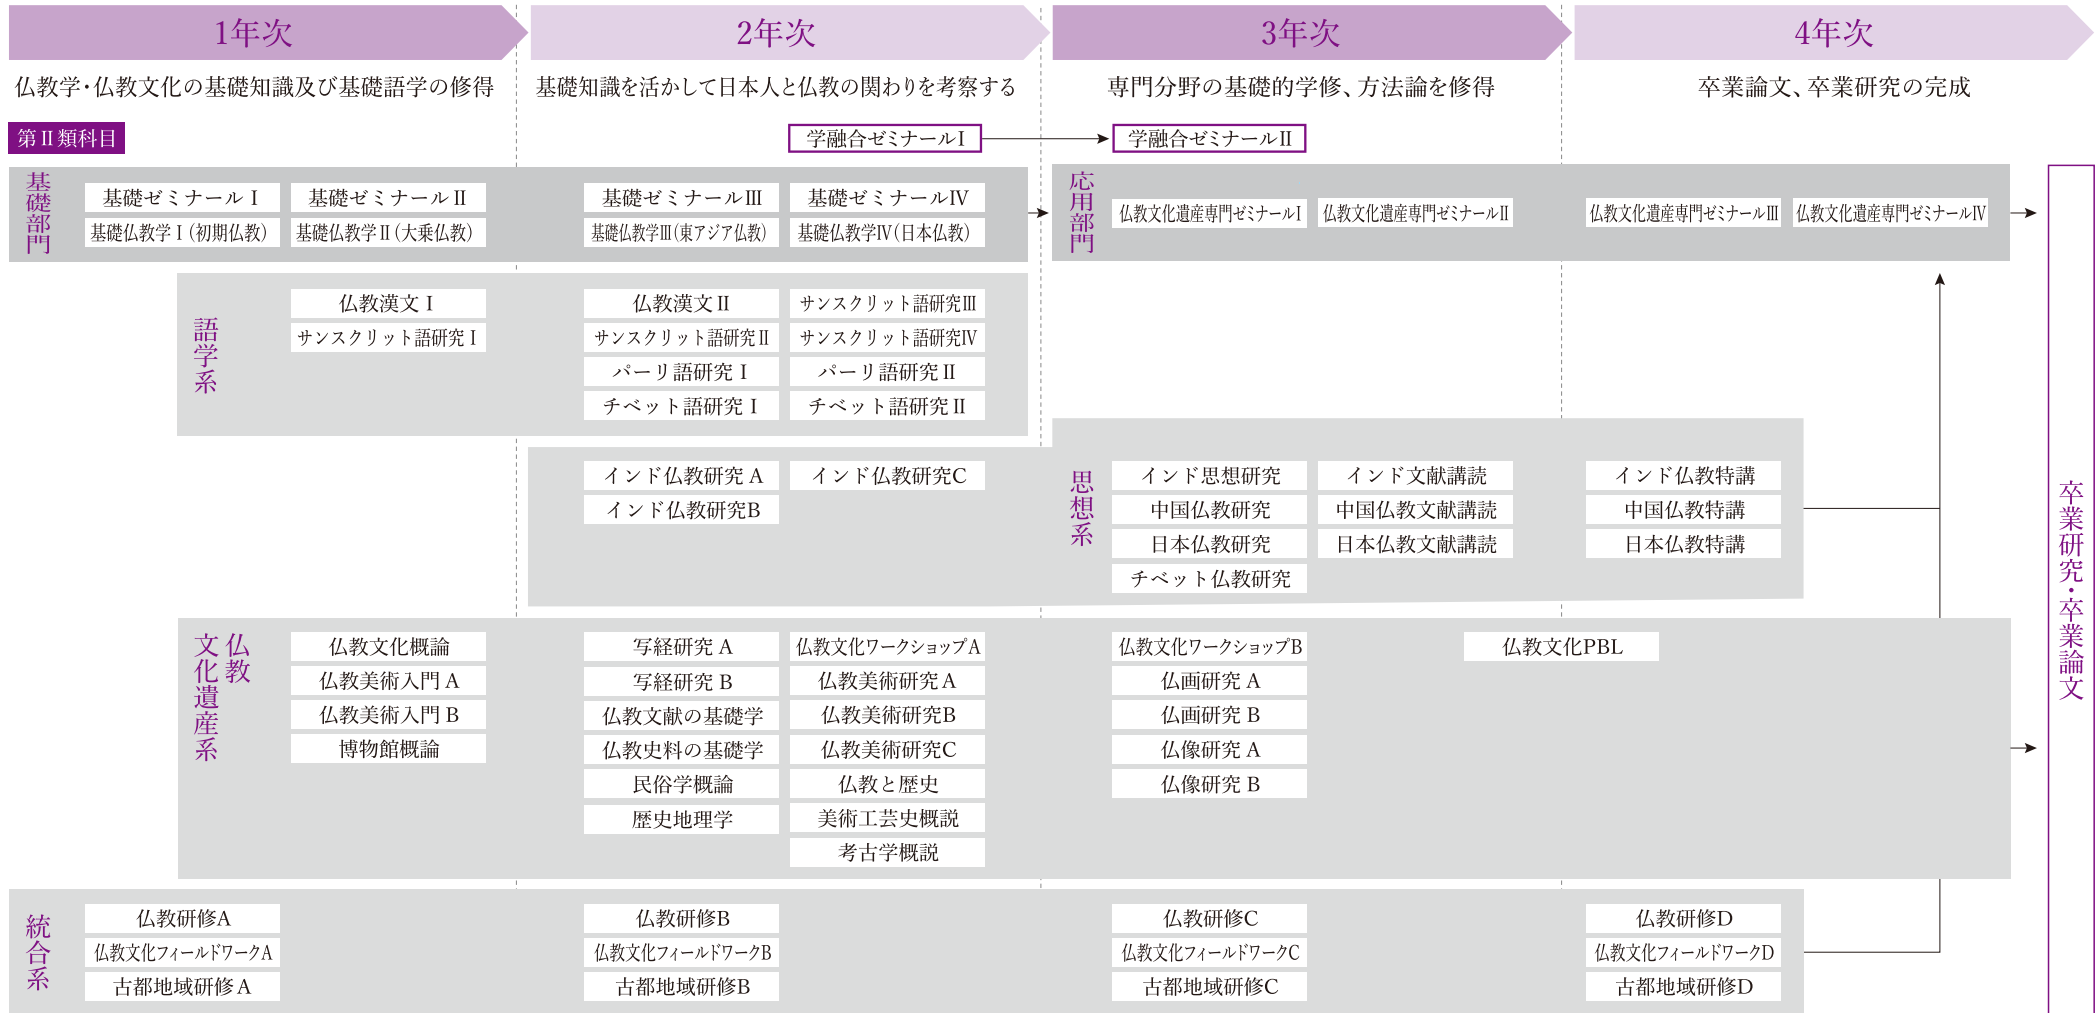 1年次
2年次
3年次
4年次
仏教学・仏教文化の基礎知識及び基礎語学の修得
基礎知識を活かして日本人と仏教の関わりを考察する
専門分野の基礎的学修、方法論を修得
卒業論文、卒業研究の完成
第Ⅱ類科目
学融合ゼミナールⅠ
学融合ゼミナールⅡ
基礎部門
基礎ゼミナールⅠ
基礎ゼミナールⅡ
基礎ゼミナールⅢ
基礎ゼミナールⅣ
基礎仏教学Ⅰ(初期仏教)
基礎仏教学Ⅱ(大乗仏教)
基礎仏教学Ⅲ(東アジア仏教)
基礎仏教学Ⅳ(日本仏教)
応用部門
仏教文化遺産専門ゼミナールⅠ
仏教文化遺産専門ゼミナールⅡ
仏教文化遺産専門ゼミナールⅢ
仏教文化遺産専門ゼミナールⅣ
語学系
仏教漢文Ⅰ
仏教漢文Ⅱ
サンスクリット語研究Ⅲ
サンスクリット語研究Ⅰ
サンスクリット語研究Ⅱ
サンスクリット語研究Ⅳ
パーリ語研究Ⅰ
パーリ語研究Ⅱ
チベット語研究Ⅰ
チベット語研究Ⅱ
思想系
インド仏教研究A
インド仏教研究C
インド思想研究
インド文献講読
インド仏教特講
インド仏教研究B
中国仏教研究
中国仏教文献講読
中国仏教特講
日本仏教研究
日本仏教文献講読
日本仏教特講
チベット仏教研究
仏教
文化遺産系
仏教文化概論
写経研究A
仏教文化ワークショップA
仏教文化ワークショップB
仏教文化PBL
仏教美術入門A
写経研究B
仏教美術研究A
仏画研究A
仏教美術入門B
仏教文献の基礎学
仏教美術研究B
仏画研究B
博物館概論
仏教史料の基礎学
仏教美術研究C
仏像研究A
民俗学概論
仏教と歴史
仏像研究B
歴史地理学
美術工芸史概説
考古学概説
統合系
仏教研修A
仏教研修B
仏教研修C
仏教研修D
仏教文化フィールドワークA
仏教文化フィールドワークB
仏教文化フィールドワークC
仏教文化フィールドワークD
古都地域研修A
古都地域研修B
古都地域研修C
古都地域研修D
卒業研究・卒業論文